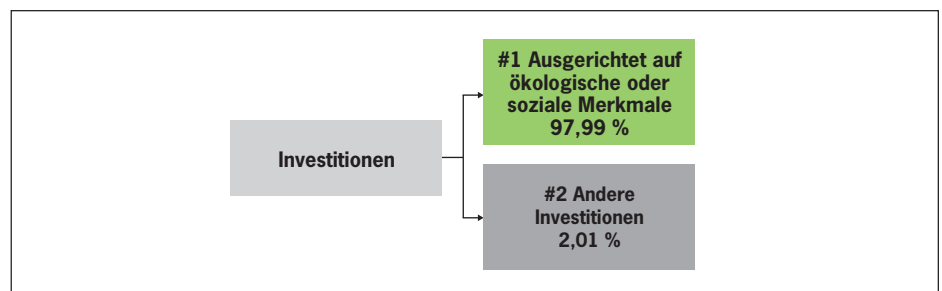 #1 Ausgerichtet auf
ökologische oder
soziale Merkmale
97,99 %
Investitionen
#2 Andere
Investitionen
2,01 %